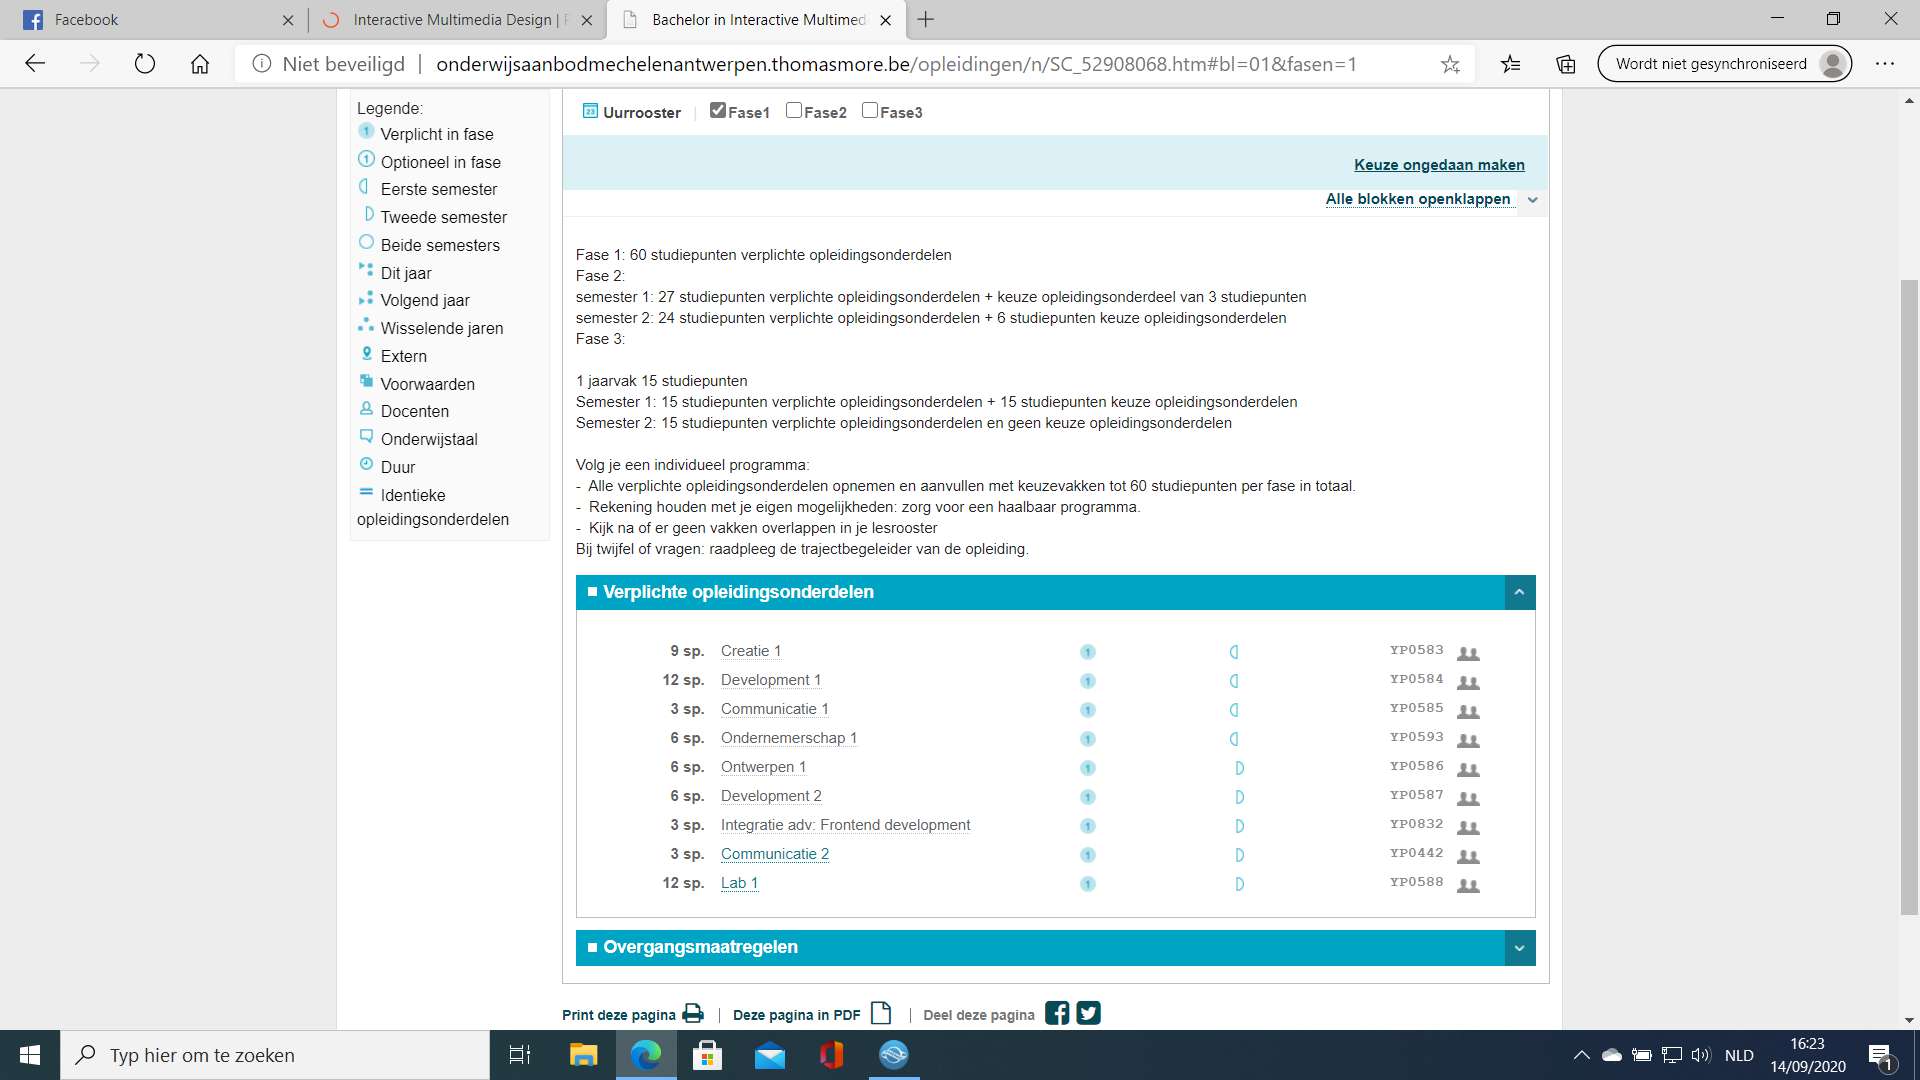 Facebook
Interactive Multimedia Design |
Bachelor in Interactive Multimed
Niet beveiligd
onderwijsaanbodmechelenantwerpen.thomasmore.be/opleidingen/n/SC_52908068.htm#bl=01&fasen=1
Wordt niet gesynchroniseerd
Legende:
1 Verplicht in fase
1 Optioneel in fase
Eerste semester
Tweede semester
Beide semesters
Dit jaar
Volgend jaar
Wisselende jaren
Extern
Voorwaarden
Docenten
Onderwijstaal
Duur
Identieke
opleidingsonderdelen
23 Uurrooster | Fase1 Fase2 Fase3
Keuze ongedaan maken
Alle blokken openklappen
Fase 1: 60 studiepunten verplichte opleidingsonderdelen
Fase 2:
semester 1: 27 studiepunten verplichte opleidingsonderdelen + keuze opleidingsonderdeel van 3 studiepunten
semester 2: 24 studiepunten verplichte opleidingsonderdelen + 6 studiepunten keuze opleidingsonderdelen
Fase 3:
1 jaarvak 15 studiepunten
Semester 1: 15 studiepunten verplichte opleidingsonderdelen + 15 studiepunten keuze opleidingsonderdelen
Semester 2: 15 studiepunten verplichte opleidingsonderdelen en geen keuze opleidingsonderdelen
Volg je een individueel programma:
- Alle verplichte opleidingsonderdelen opnemen en aanvullen met keuzevakken tot 60 studiepunten per fase in totaal.
- Rekening houden met je eigen mogelijkheden: zorg voor een haalbaar programma.
- Kijk na of er geen vakken overlappen in je lesrooster
Bij twijfel of vragen: raadpleeg de trajectbegeleider van de opleiding.
Verplichte opleidingsonderdelen
9 sp. Creatie 1 1 YP0583
12 sp. Development 1 1 YP0584
3 sp. Communicatie 1 1 YP0585
6 sp. Ondernemerschap 1 1 YP0593
6 sp. Ontwerpen 1 1 YP0586
6 sp. Development 2 1 YP0587
3 sp. Integratie adv: Frontend development 1 YP0832
3 sp. Communicatie 2 1 YP0442
12 sp. Lab 1 1 YP0588
Overgangsmaatregelen
Print deze pagina | Deze pagina in PDF | Deel deze pagina
Typ hier om te zoeken
NLD
16:23
14/09/2020
1